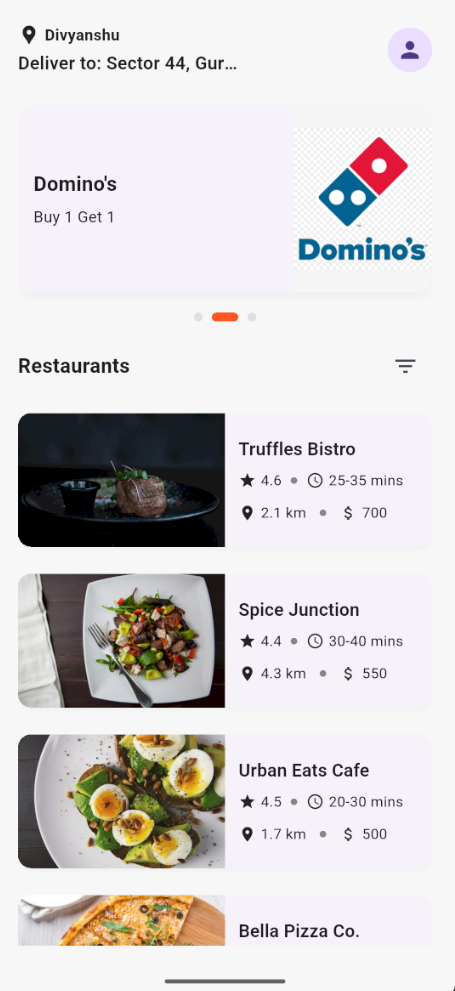 Divyanshu
Deliver to: Sector 44, Gur...
Domino's
Buy 1 Get 1
Domino's
Restaurants
Truffles Bistro
4.6 • 25-35 mins
2.1 km • $ 700
Spice Junction
4.4 • 30-40 mins
4.3 km • $ 550
Urban Eats Cafe
4.5 • 20-30 mins
1.7 km • $ 500
Bella Pizza Co.